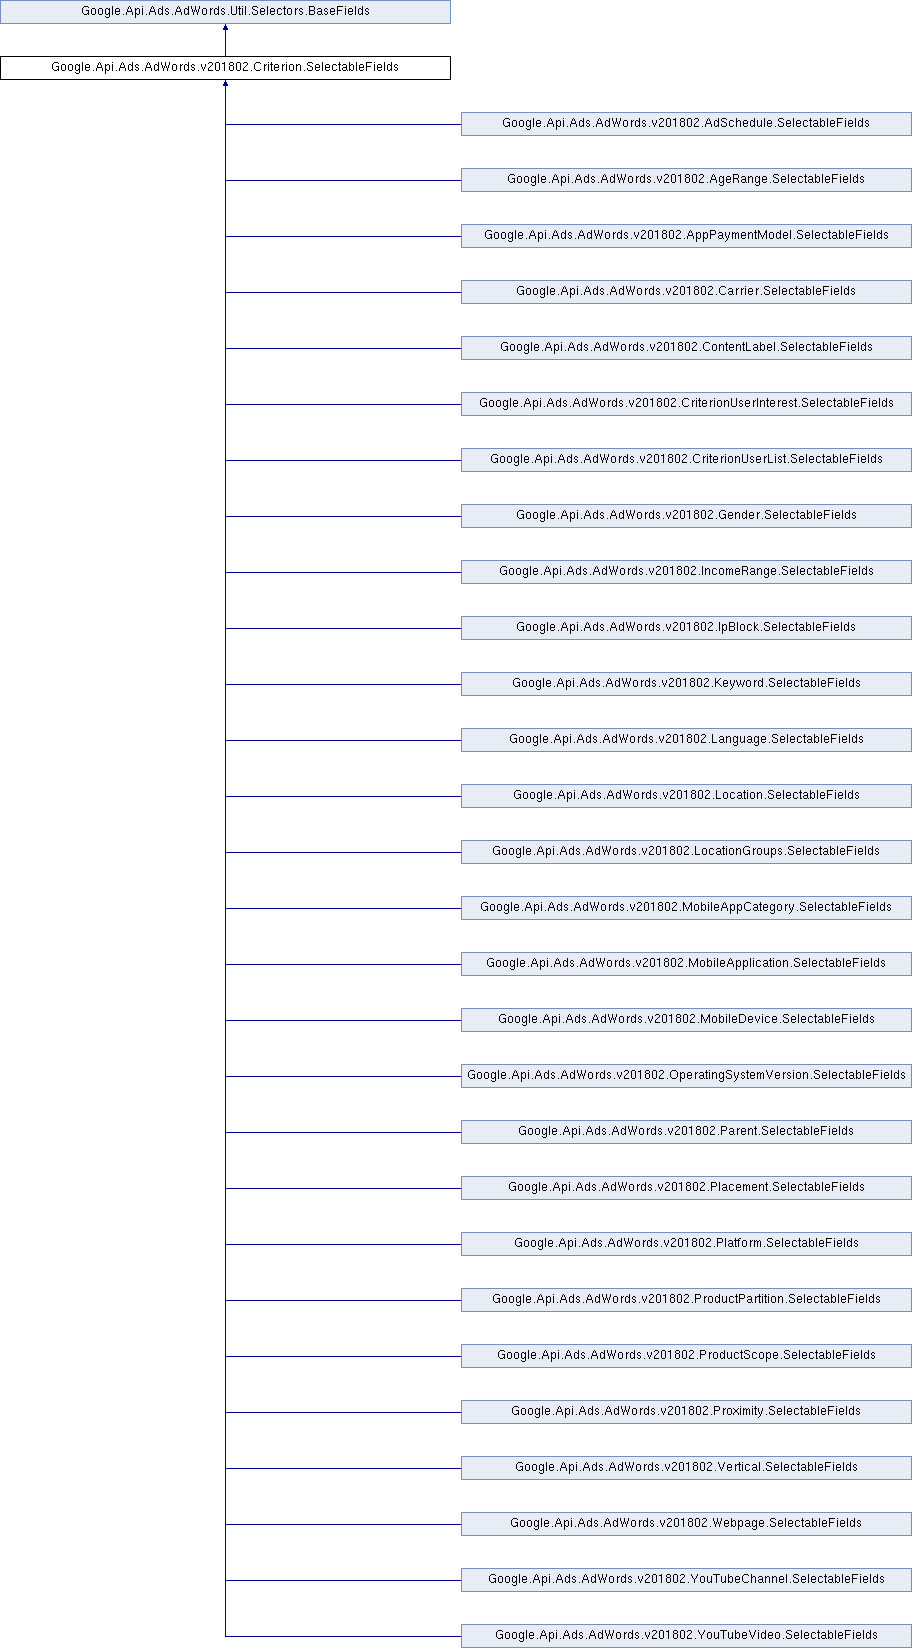 Google.Api.Ads.AdWords.Util.Selectors.BaseFields
Google.Api.Ads.AdWords.v201802.Criterion.SelectableFields
Google.Api.Ads.AdWords.v201802.AdSchedule.SelectableFields
Google.Api.Ads.AdWords.v201802.AgeRange.SelectableFields
Google.Api.Ads.AdWords.v201802.AppPaymentModel.SelectableFields
Google.Api.Ads.AdWords.v201802.Carrier.SelectableFields
Google.Api.Ads.AdWords.v201802.ContentLabel.SelectableFields
Google.Api.Ads.AdWords.v201802.CriterionUserInterest.SelectableFields
Google.Api.Ads.AdWords.v201802.CriterionUserList.SelectableFields
Google.Api.Ads.AdWords.v201802.Gender.SelectableFields
Google.Api.Ads.AdWords.v201802.IncomeRange.SelectableFields
Google.Api.Ads.AdWords.v201802.IpBlock.SelectableFields
Google.Api.Ads.AdWords.v201802.Keyword.SelectableFields
Google.Api.Ads.AdWords.v201802.Language.SelectableFields
Google.Api.Ads.AdWords.v201802.Location.SelectableFields
Google.Api.Ads.AdWords.v201802.LocationGroups.SelectableFields
Google.Api.Ads.AdWords.v201802.MobileAppCategory.SelectableFields
Google.Api.Ads.AdWords.v201802.MobileApplication.SelectableFields
Google.Api.Ads.AdWords.v201802.MobileDevice.SelectableFields
Google.Api.Ads.AdWords.v201802.OperatingSystemVersion.SelectableFields
Google.Api.Ads.AdWords.v201802.Parent.SelectableFields
Google.Api.Ads.AdWords.v201802.Placement.SelectableFields
Google.Api.Ads.AdWords.v201802.Platform.SelectableFields
Google.Api.Ads.AdWords.v201802.ProductPartition.SelectableFields
Google.Api.Ads.AdWords.v201802.ProductScope.SelectableFields
Google.Api.Ads.AdWords.v201802.Proximity.SelectableFields
Google.Api.Ads.AdWords.v201802.Vertical.SelectableFields
Google.Api.Ads.AdWords.v201802.Webpage.SelectableFields
Google.Api.Ads.AdWords.v201802.YouTubeChannel.SelectableFields
Google.Api.Ads.AdWords.v201802.YouTubeVideo.SelectableFields